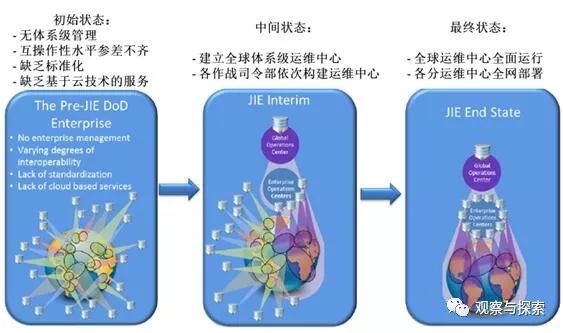 初始状态:
- 无体系级管理
- 互操作性水平参差不齐
- 缺乏标准化
- 缺乏基于云技术的服务
中间状态:
- 建立全球体系级运维中心
- 各作战司令部依次构建运维中心
最终状态:
- 全球运维中心全面运行
- 各分运维中心全网部署
The Pre-JIE DoD
Enterprise
• No enterprise management
• Varying degrees of
interoperability
• Lack of standardization
• Lack of cloud based services
JIE Interim
Global
Operations
Center
Enterprise
Operations
Centers
JIE End State
Global
Operations
Center
Enterprise
Operations
Centers
观察与探索